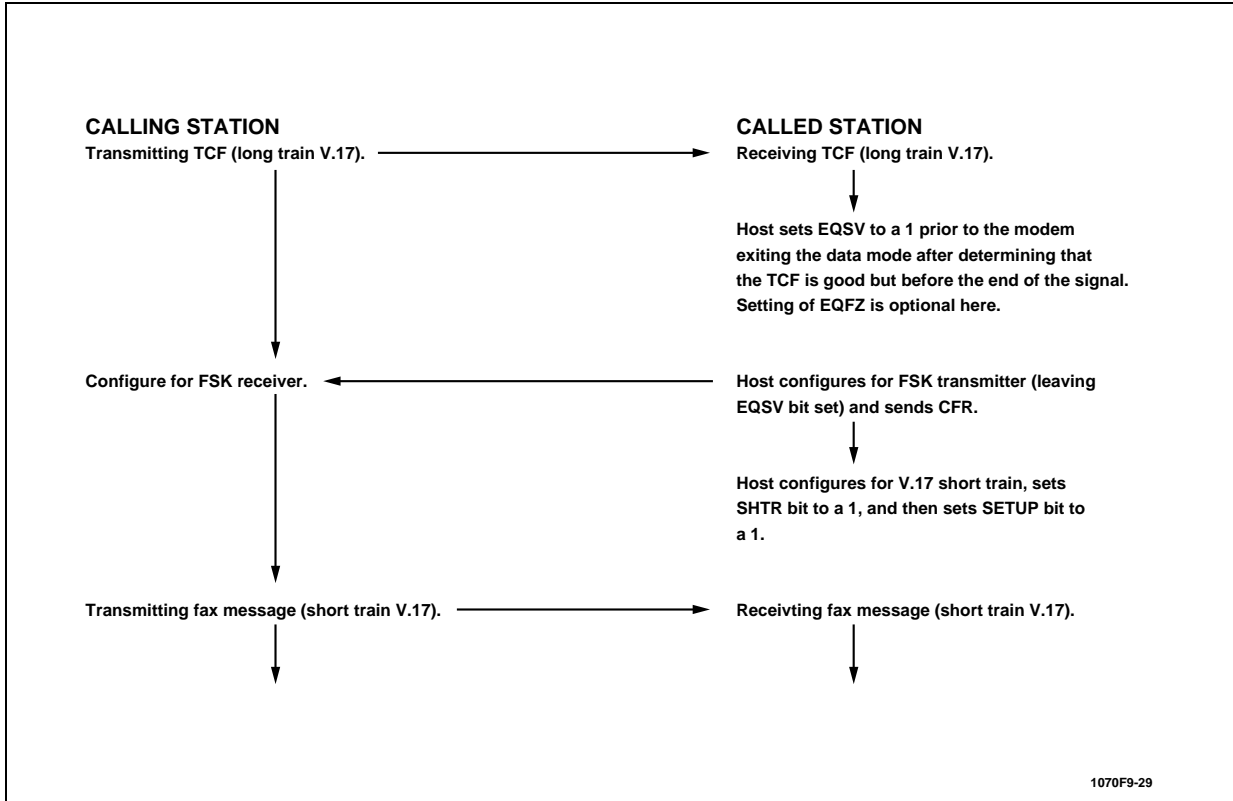 CALLING STATION
Transmitting TCF (long train V.17).
CALLED STATION
Receiving TCF (long train V.17).
Host sets EQSV to a 1 prior to the modem
exiting the data mode after determining that
the TCF is good but before the end of the signal.
Setting of EQFZ is optional here.
Configure for FSK receiver.
Host configures for FSK transmitter (leaving
EQSV bit set) and sends CFR.
Host configures for V.17 short train, sets
SHTR bit to a 1, and then sets SETUP bit to
a 1.
Transmitting fax message (short train V.17).
Receivting fax message (short train V.17).
1070F9-29